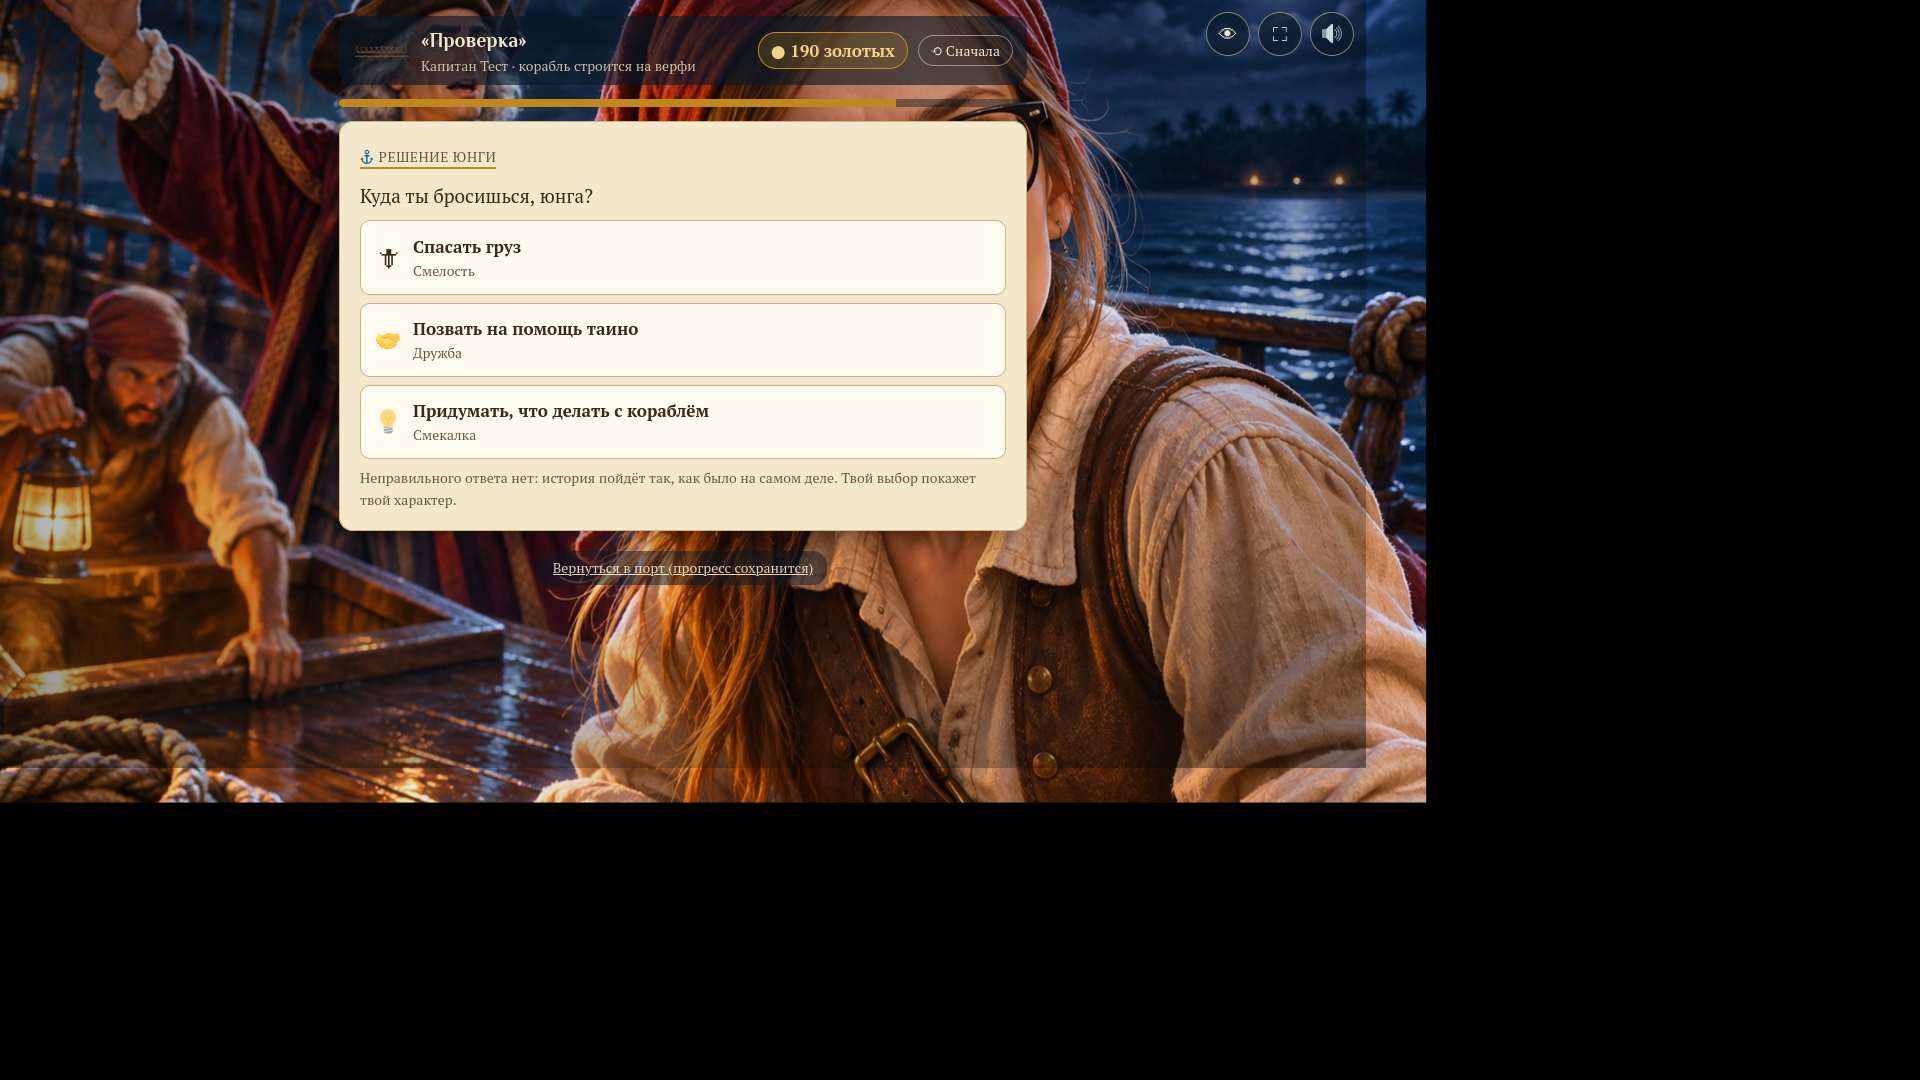 «Проверка»
Капитан Тест · корабль строится на верфи
190 золотых
⟲ Сначала
⚓ РЕШЕНИЕ ЮНГИ
Куда ты бросишься, юнга?
Спасать груз
Смелость
Позвать на помощь таино
Дружба
Придумать, что делать с кораблём
Смекалка
Неправильного ответа нет: история пойдёт так, как было на самом деле. Твой выбор покажет
твой характер.
Вернуться в порт (прогресс сохранится)